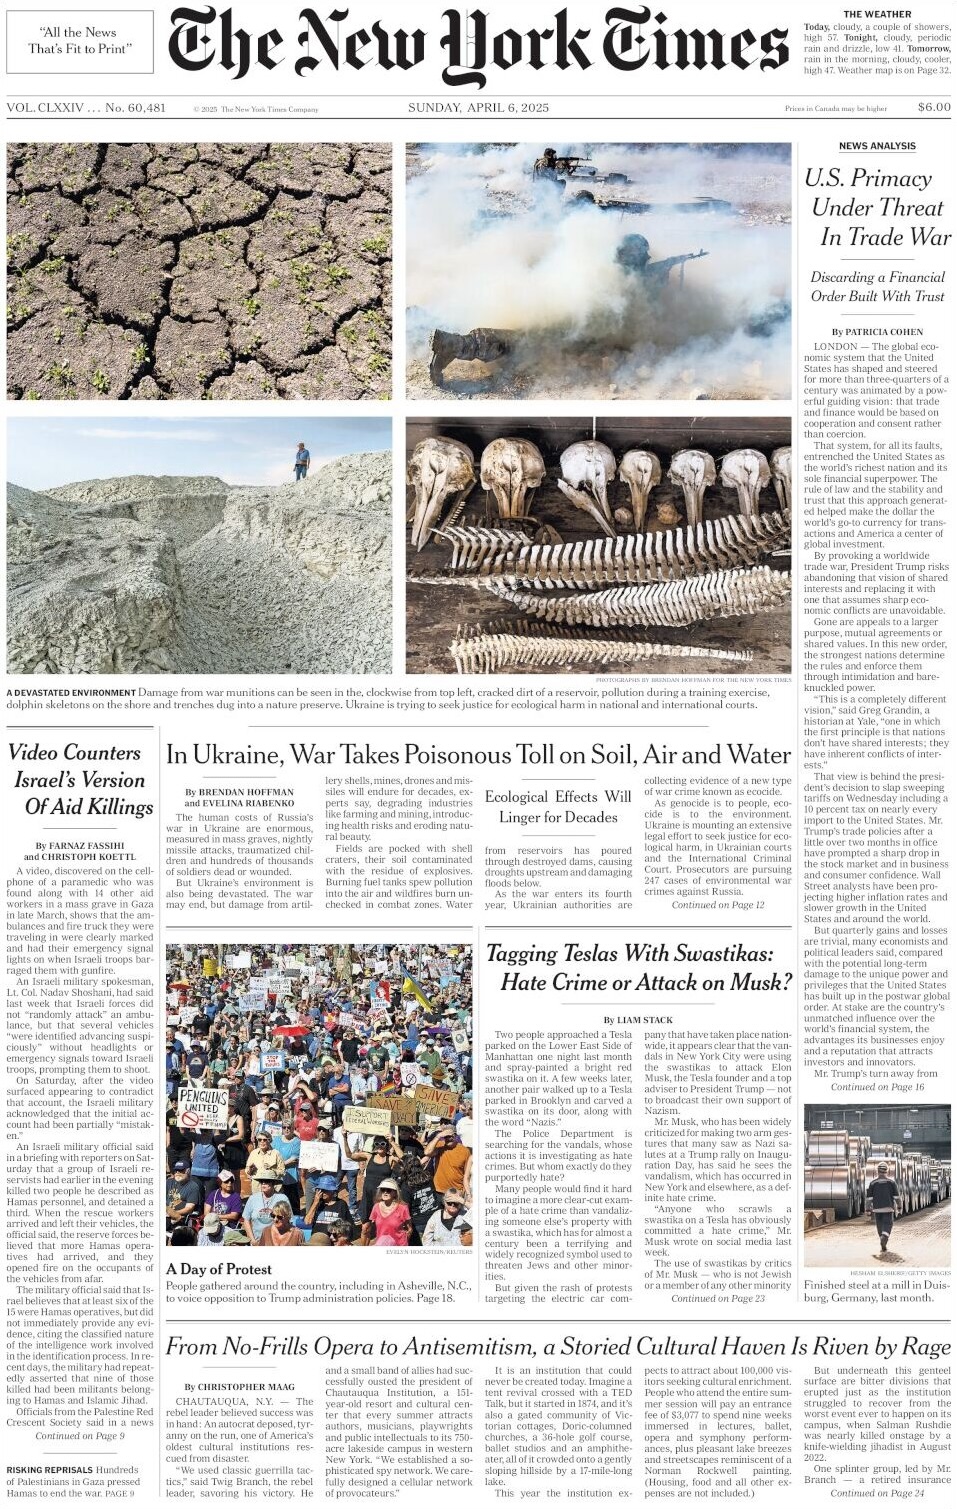 "All the News
That's Fit to Print"
The New York Times
THE WEATHER
Today, cloudy, a couple of showers,
high 57. Tonight, cloudy, periodic
rain and drizzle, low 41. Tomorrow,
rain in the morning, cloudy, cooler,
high 47. Weather map is on Page 32.
VOL. CLXXIV . . . No. 60,481
© 2025 The New York Times Company
SUNDAY, APRIL 6, 2025
Prices in Canada may be higher
$6.00
PHOTOGRAPHS BY BRENDAN HOFFMAN FOR THE NEW YORK TIMES
A DEVASTATED ENVIRONMENT Damage from war munitions can be seen in the, clockwise from top left, cracked dirt of a reservoir, pollution during a training exercise,
dolphin skeletons on the shore and trenches dug into a nature preserve. Ukraine is trying to seek justice for ecological harm in national and international courts.
NEWS ANALYSIS
U.S. Primacy
Under Threat
In Trade War
Discarding a Financial
Order Built With Trust
By PATRICIA COHEN
LONDON — The global eco-
nomic system that the United
States has shaped and steered
for more than three-quarters of a
century was animated by a pow-
erful guiding vision: that trade
and finance would be based on
cooperation and consent rather
than coercion.
That system, for all its faults,
entrenched the United States as
the world's richest nation and its
sole financial superpower. The
rule of law and the stability and
trust that this approach generat-
ed helped make the dollar the
world's go-to currency for trans-
actions and America a center of
global investment.
By provoking a worldwide
trade war, President Trump risks
abandoning that vision of shared
interests and replacing it with
one that assumes sharp eco-
nomic conflicts are unavoidable.
Gone are appeals to a larger
purpose, mutual agreements or
shared values. In this new order,
the strongest nations determine
the rules and enforce them
through intimidation and bare-
knuckled power.
"This is a completely different
vision," said Greg Grandin, a
historian at Yale, "one in which
the first principle is that nations
don't have shared interests; they
have inherent conflicts of inter-
ests."
That view is behind the presi-
dent's decision to slap sweeping
tariffs on Wednesday including a
10 percent tax on nearly every
import to the United States. Mr.
Trump's trade policies after a
little over two months in office
have prompted a sharp drop in
the stock market and in business
and consumer confidence. Wall
Street analysts have been pro-
jecting higher inflation rates and
slower growth in the United
States and around the world.
But quarterly gains and losses
are trivial, many economists and
political leaders said, compared
with the potential long-term
damage to the unique power and
privileges that the United States
has built up in the postwar global
order. At stake are the country's
unmatched influence over the
world's financial system, the
advantages its businesses enjoy
and a reputation that attracts
investors and innovators.
Mr. Trump's turn away from
Continued on Page 16
HESHAM ELSHERIF/GETTY IMAGES
Finished steel at a mill in Duis-
burg, Germany, last month.
Video Counters
Israel's Version
Of Aid Killings
By FARNAZ FASSIHI
and CHRISTOPH KOETTL
A video, discovered on the cell-
phone of a paramedic who was
found along with 14 other aid
workers in a mass grave in Gaza
in late March, shows that the am-
bulances and fire truck they were
traveling in were clearly marked
and had their emergency signal
lights on when Israeli troops bar-
raged them with gunfire.
An Israeli military spokesman,
Lt. Col. Nadav Shoshani, had said
last week that Israeli forces did
not "randomly attack" an ambu-
lance, but that several vehicles
"were identified advancing suspi-
ciously" without headlights or
emergency signals toward Israeli
troops, prompting them to shoot.
On Saturday, after the video
surfaced appearing to contradict
that account, the Israeli military
acknowledged that the initial ac-
count had been partially "mistak-
en."
An Israeli military official said
in a briefing with reporters on Sat-
urday that a group of Israeli re-
servists had earlier in the evening
killed two people he described as
Hamas personnel, and detained a
third. When the rescue workers
arrived and left their vehicles, the
official said, the reserve forces be-
lieved that more Hamas opera-
tives had arrived, and they
opened fire on the occupants of
the vehicles from afar.
The military official said that Is-
rael believes that at least six of the
15 were Hamas operatives, but did
not immediately provide any evi-
dence, citing the classified nature
of the intelligence work involved
in the identification process. In re-
cent days, the military had repeat-
edly asserted that nine of those
killed had been militants belong-
ing to Hamas and Islamic Jihad.
Officials from the Palestine Red
Crescent Society said in a news
Continued on Page 9
RISKING REPRISALS Hundreds
of Palestinians in Gaza pressed
Hamas to end the war. PAGE 9
In Ukraine, War Takes Poisonous Toll on Soil, Air and Water
By BRENDAN HOFFMAN
and EVELINA RIABENKO
The human costs of Russia's
war in Ukraine are enormous,
measured in mass graves, nightly
missile attacks, traumatized chil-
dren and hundreds of thousands
of soldiers dead or wounded.
But Ukraine's environment is
also being devastated. The war
may end, but damage from artil-
lery shells, mines, drones and mis-
siles will endure for decades, ex-
perts say, degrading industries
like farming and mining, introduc-
ing health risks and eroding natu-
ral beauty.
Fields are pocked with shell
craters, their soil contaminated
with the residue of explosives.
Burning fuel tanks spew pollution
into the air and wildfires burn un-
checked in combat zones. Water
Ecological Effects Will
Linger for Decades
from reservoirs has poured
through destroyed dams, causing
droughts upstream and damaging
floods below.
As the war enters its fourth
year, Ukrainian authorities are
collecting evidence of a new type
of war crime known as ecocide.
As genocide is to people, eco-
cide is to the environment.
Ukraine is mounting an extensive
legal effort to seek justice for eco-
logical harm, in Ukrainian courts
and the International Criminal
Court. Prosecutors are pursuing
247 cases of environmental war
crimes against Russia.
Continued on Page 12
PENGUINS
UNITED
I SUPPORT
FEDERAL WORKERS
EVELYN HOCKSTEIN/REUTERS
A Day of Protest
People gathered around the country, including in Asheville, N.C.,
to voice opposition to Trump administration policies. Page 18.
Tagging Teslas With Swastikas:
Hate Crime or Attack on Musk?
By LIAM STACK
Two people approached a Tesla
parked on the Lower East Side of
Manhattan one night last month
and spray-painted a bright red
swastika on it. A few weeks later,
another pair walked up to a Tesla
parked in Brooklyn and carved a
swastika on its door, along with
the word "Nazis."
The Police Department is
searching for the vandals, whose
actions it is investigating as hate
crimes. But whom exactly do they
purportedly hate?
Many people would find it hard
to imagine a more clear-cut exam-
ple of a hate crime than vandaliz-
ing someone else's property with
a swastika, which has for almost a
century been a terrifying and
widely recognized symbol used to
threaten Jews and other minor-
ities.
But given the rash of protests
targeting the electric car com-
pany that have taken place nation-
wide, it appears clear that the van-
dals in New York City were using
the swastikas to attack Elon
Musk, the Tesla founder and a top
adviser to President Trump — not
to broadcast their own support of
Nazism.
Mr. Musk, who has been widely
criticized for making two arm ges-
tures that many saw as Nazi sa-
lutes at a Trump rally on Inaugu-
ration Day, has said he sees the
vandalism, which has occurred in
New York and elsewhere, as a def-
inite hate crime.
"Anyone who scrawls a
swastika on a Tesla has obviously
committed a hate crime," Mr.
Musk wrote on social media last
week.
The use of swastikas by critics
of Mr. Musk — who is not Jewish
or a member of any other minority
Continued on Page 23
From No-Frills Opera to Antisemitism, a Storied Cultural Haven Is Riven by Rage
By CHRISTOPHER MAAG
CHAUTAUQUA, N.Y. — The
rebel leader believed success was
in hand: An autocrat deposed, tyr-
anny on the run, one of America's
oldest cultural institutions res-
cued from disaster.
"We used classic guerrilla tac-
tics," said Twig Branch, the rebel
leader, savoring his victory. He
and a small band of allies had suc-
cessfully ousted the president of
Chautauqua Institution, a 151-
year-old resort and cultural cen-
ter that every summer attracts
authors, musicians, playwrights
and public intellectuals to its 750-
acre lakeside campus in western
New York. "We established a so-
phisticated spy network. We care-
fully designed a cellular network
of provocateurs."
It is an institution that could
never be created today. Imagine a
tent revival crossed with a TED
Talk, but it started in 1874, and it's
also a gated community of Vic-
torian cottages, Doric-columned
churches, a 36-hole golf course,
ballet studios and an amphithe-
ater, all of it crowded onto a gently
sloping hillside by a 17-mile-long
lake.
This year the institution ex-
pects to attract about 100,000 vis-
itors seeking cultural enrichment.
People who attend the entire sum-
mer session will pay an entrance
fee of $3,077 to spend nine weeks
immersed in lectures, ballet,
opera and symphony perform-
ances, plus pleasant lake breezes
and streetscapes reminiscent of a
Norman Rockwell painting.
(Housing, food and all other ex-
penses are not included.)
But underneath this genteel
surface are bitter divisions that
erupted just as the institution
struggled to recover from the
worst event ever to happen on its
campus, when Salman Rushdie
was nearly killed onstage by a
knife-wielding jihadist in August
2022.
One splinter group, led by Mr.
Branch — a retired insurance
Continued on Page 24